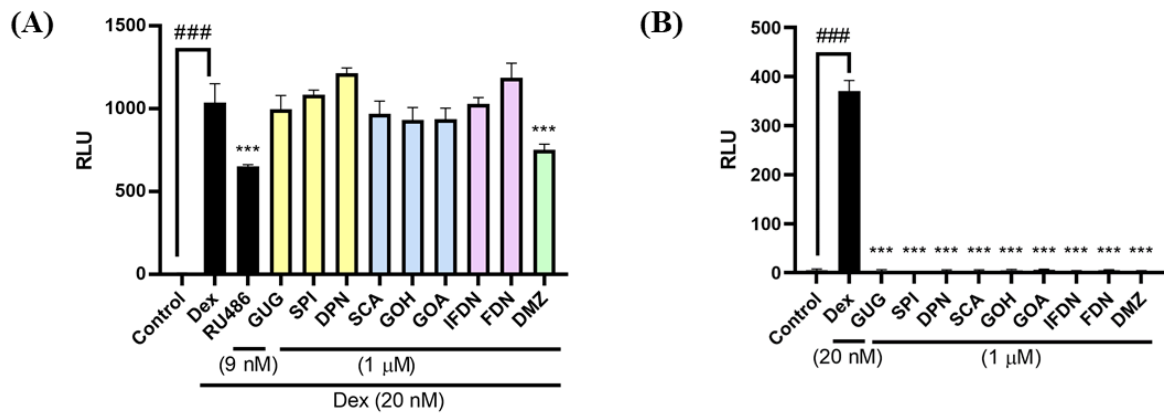 (A)
RLU
1500
1000
500
0
###
***
***
Control
Dex
RU486
GUG
SPI
DPN
SCA
GOH
GOA
IFDN
FDN
DMZ
(9 nM)
(1 μM)
Dex (20 nM)
(B)
RLU
500
400
300
200
100
0
###
*** *** *** *** *** *** *** *** ***
Control
Dex
GUG
SPI
DPN
SCA
GOH
GOA
IFDN
FDN
DMZ
(20 nM)
(1 μM)